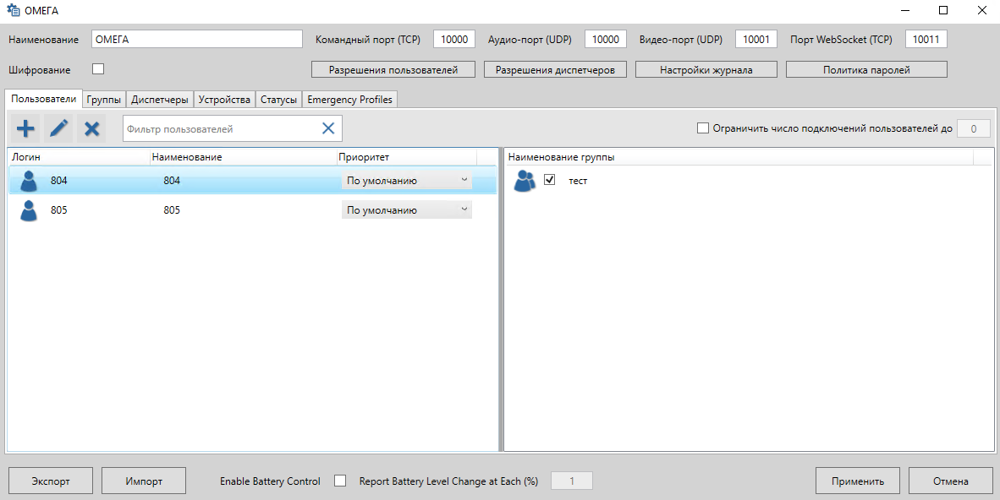 ОМЕГА
Наименование ОМЕГА Командный порт (TCP) 10000 Аудио-порт (UDP) 10000 Видео-порт (UDP) 10001 Порт WebSocket (TCP) 10011
Шифрование Разрешения пользователей Разрешения диспетчеров Настройки журнала Политика паролей
Пользователи Группы Диспетчеры Устройства Статусы Emergency Profiles
Фильтр пользователей Ограничить число подключений пользователей до 0
Логин Наименование Приоритет Наименование группы
804 804 По умолчанию тест
805 805 По умолчанию
Экспорт Импорт Enable Battery Control Report Battery Level Change at Each (%) 1 Применить Отмена